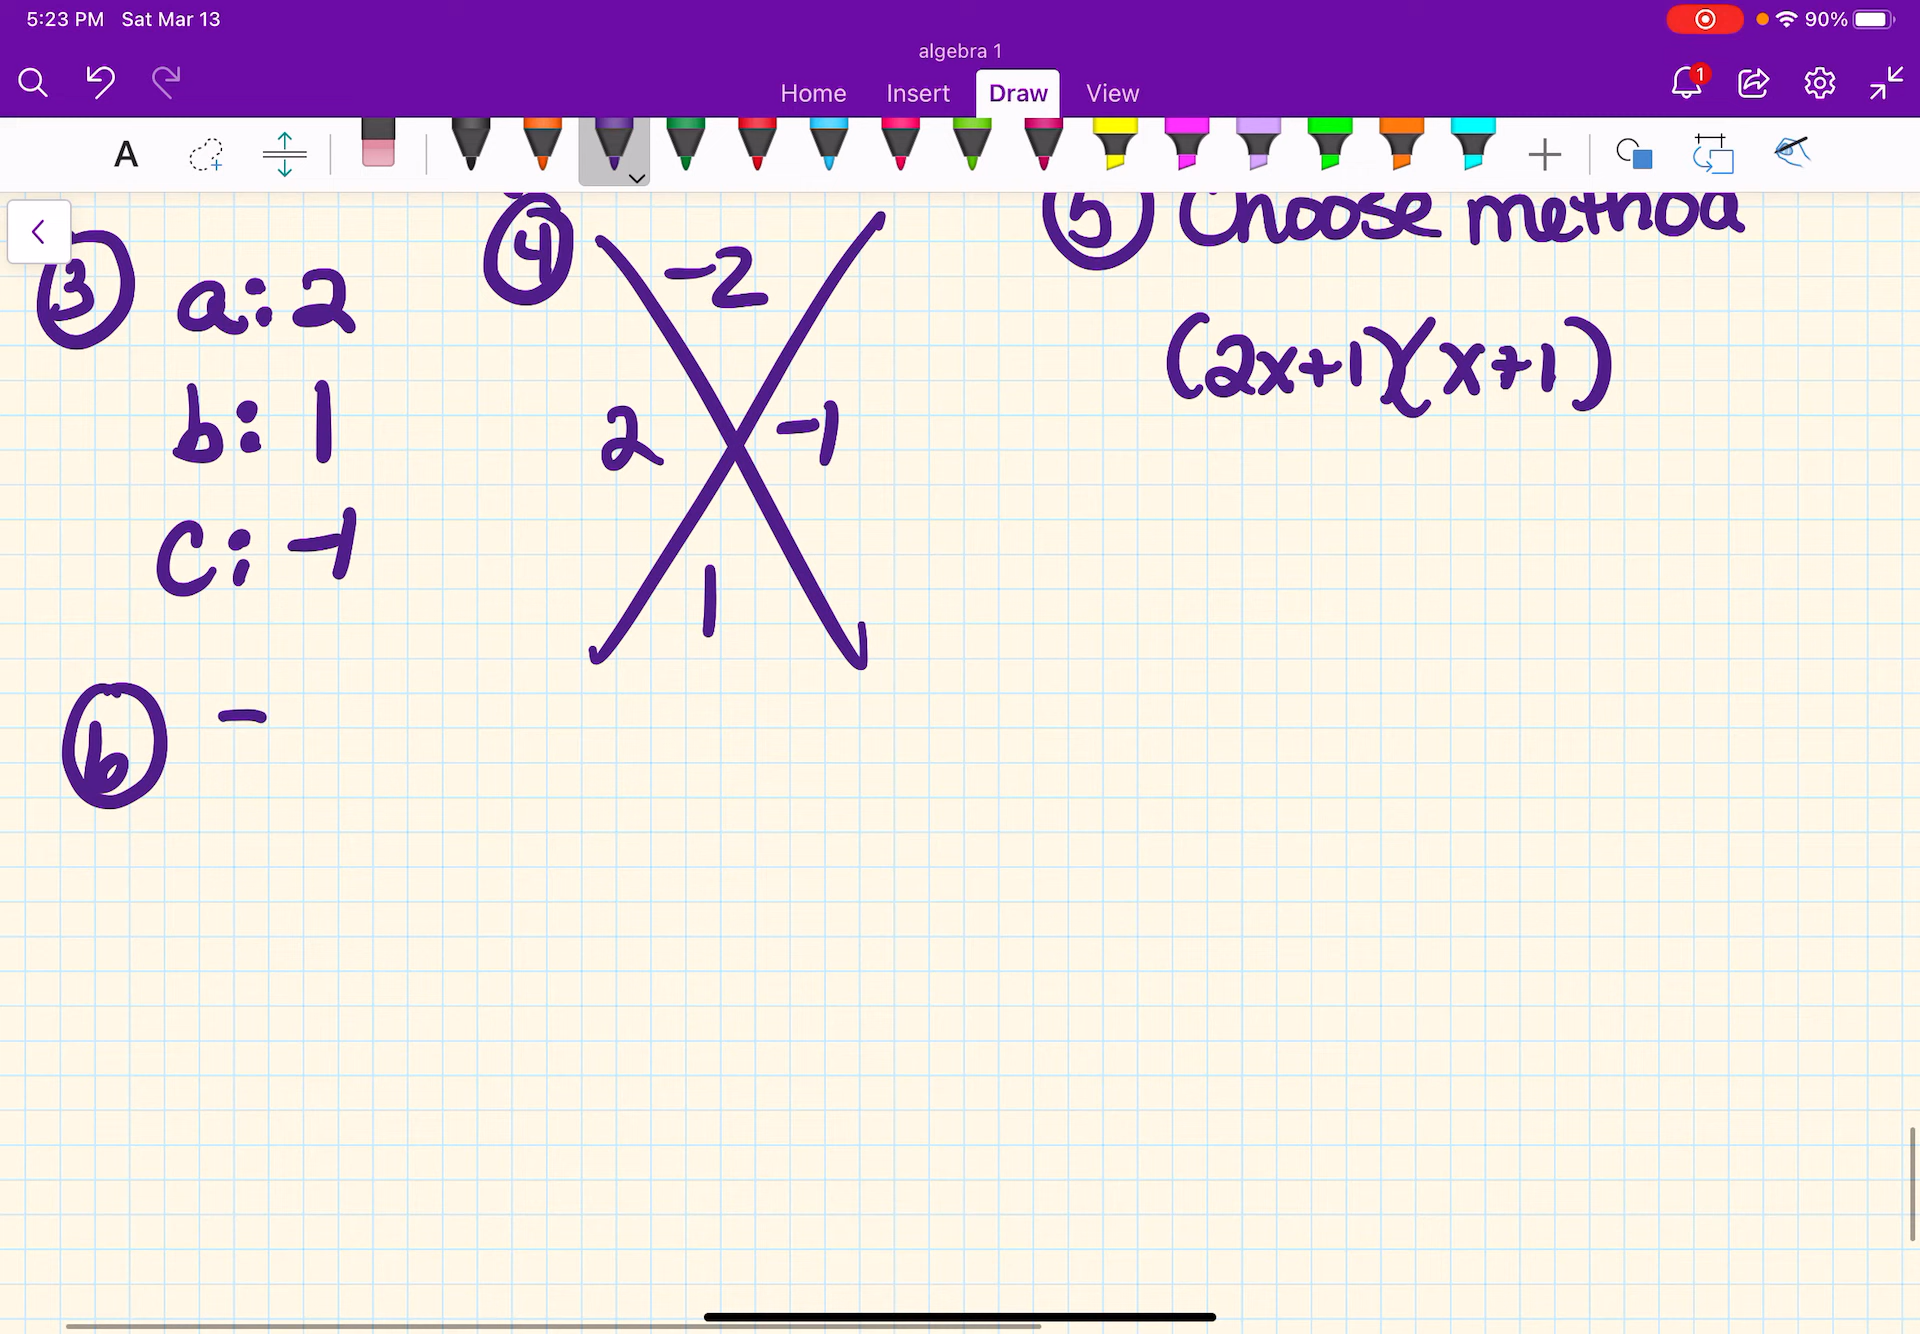 5:23 PM Sat Mar 13
90%
algebra 1
1
Home Insert Draw View
A
③ a: 2
b: 1
c: -1
④ -2
2 -1
1
⑤ Choose method
(2x+1)(x+1)
⑥ -